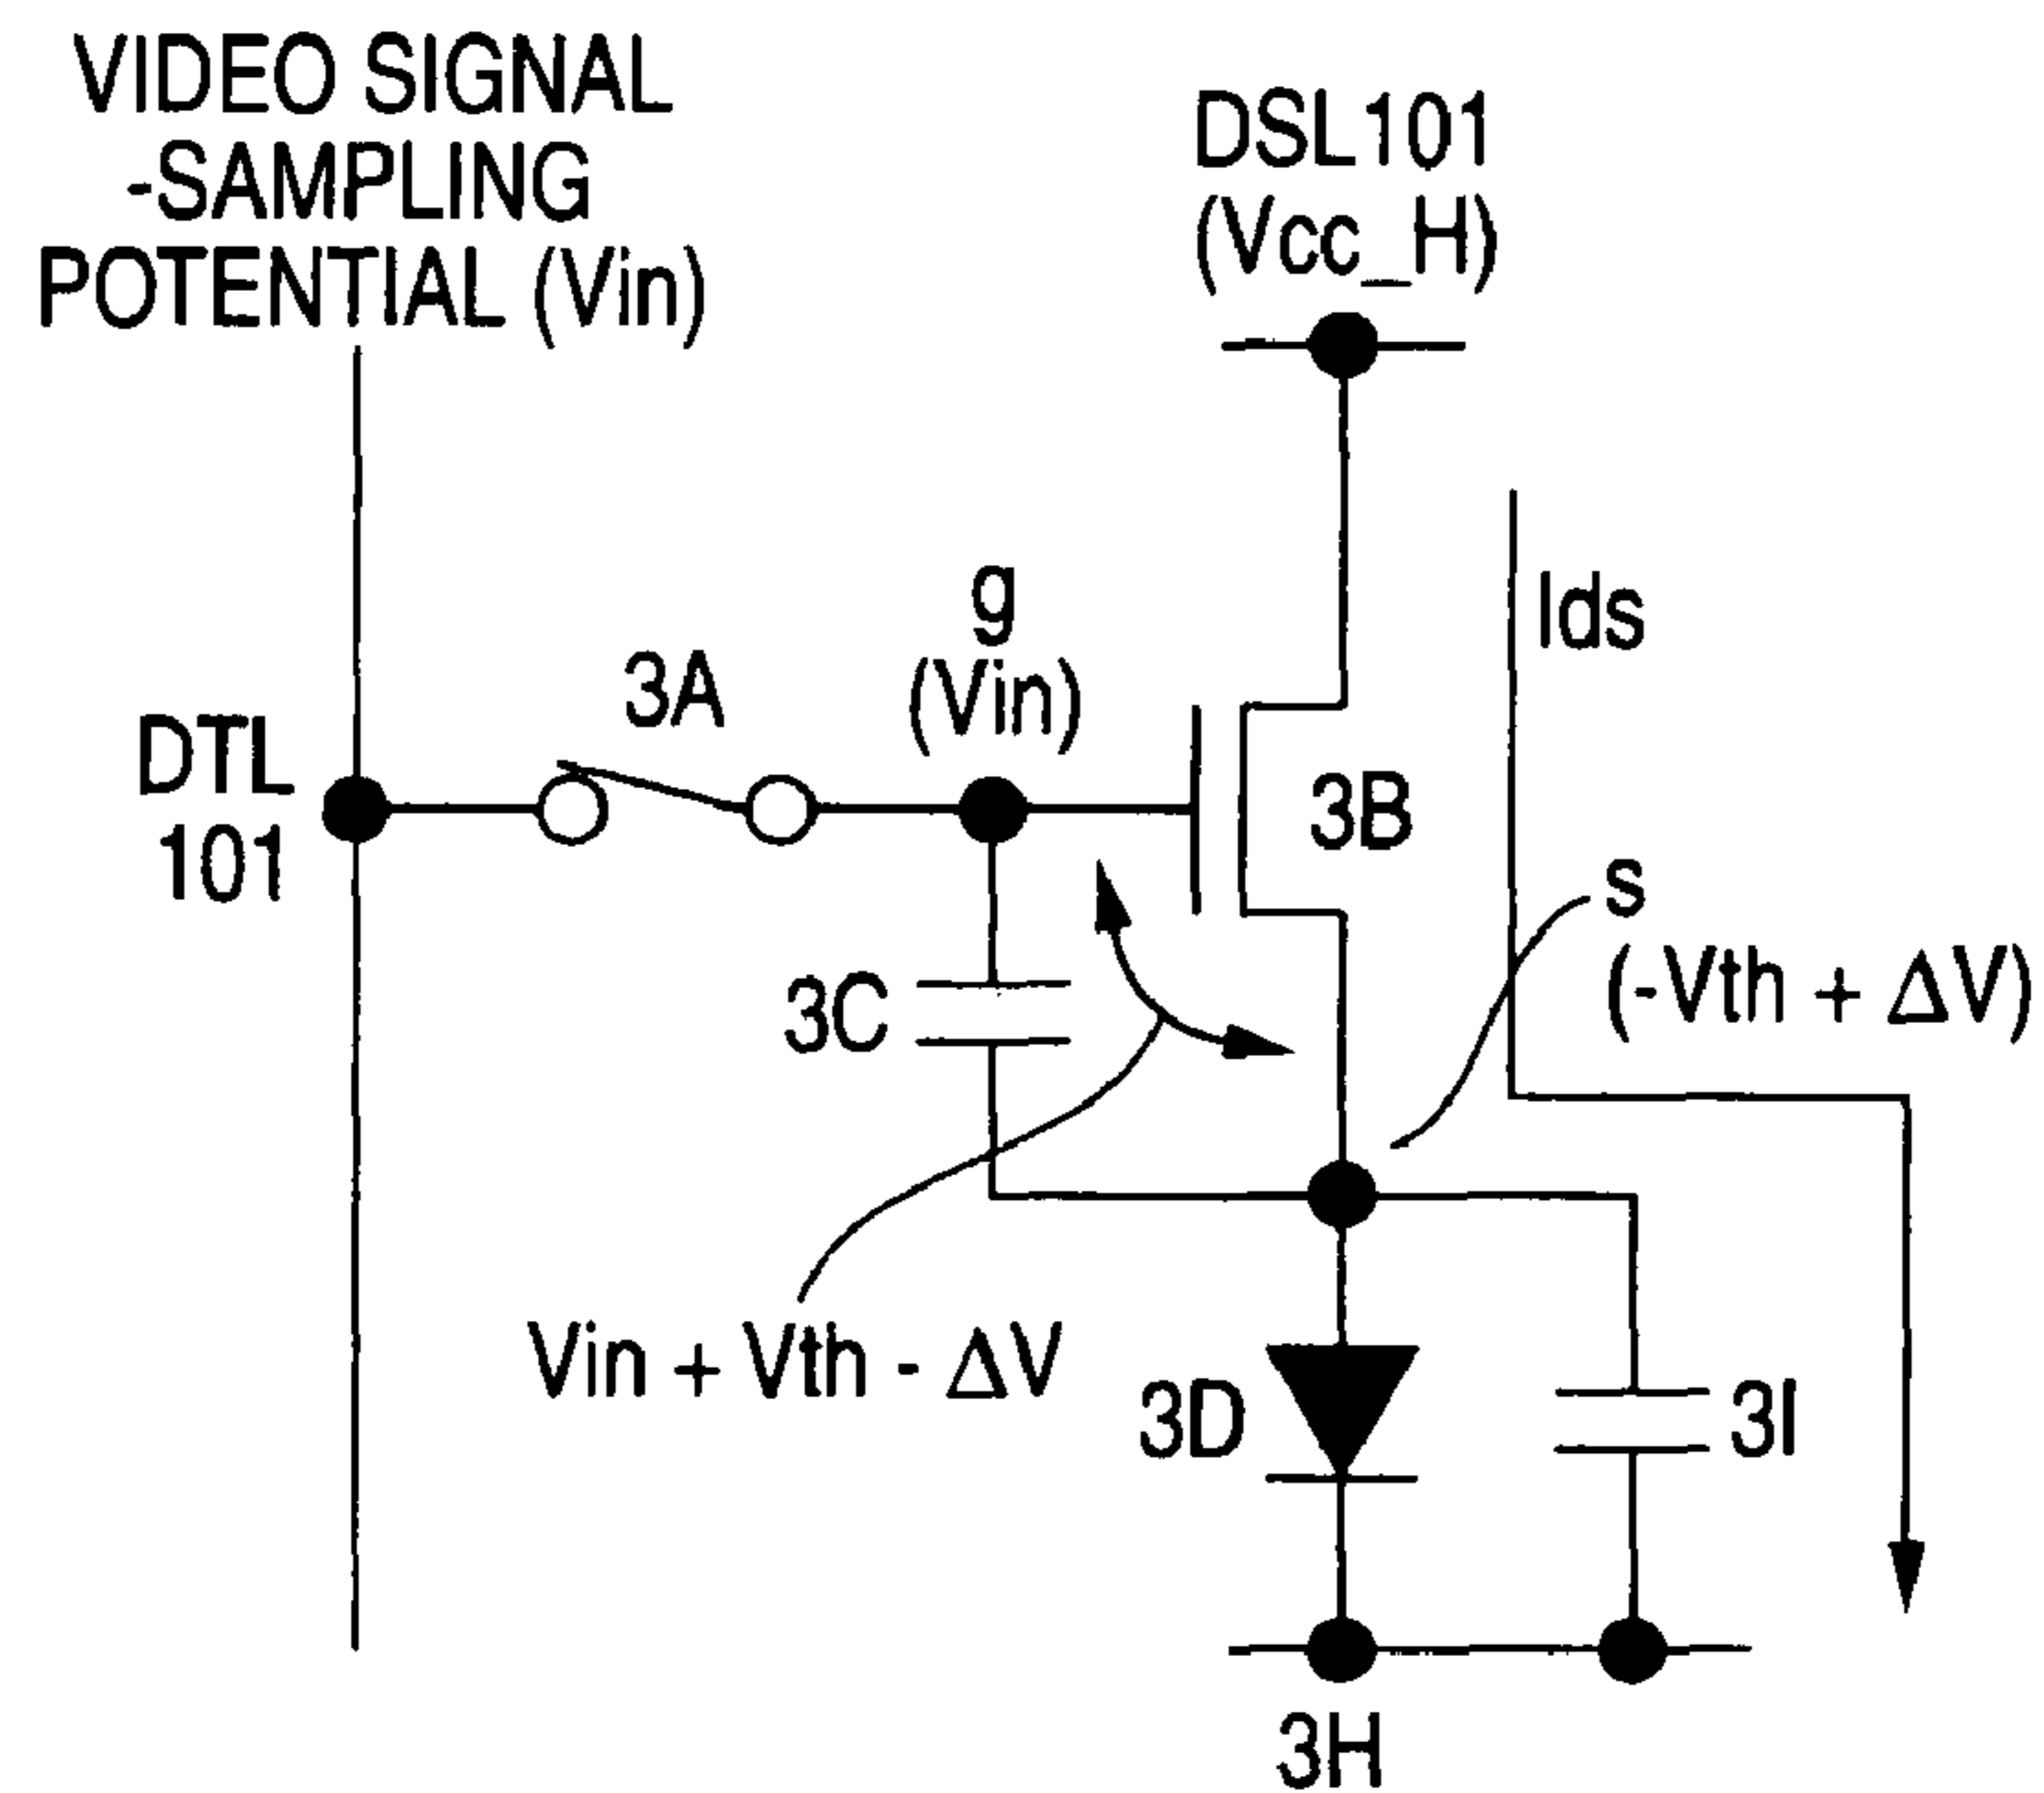 VIDEO SIGNAL
-SAMPLING
POTENTIAL (Vin)
DSL101
(Vcc_H)
Ids
g
(Vin)
3A
DTL
101
3B
s
(-Vth + ΔV)
3C
Vin + Vth - ΔV
3D
3I
3H